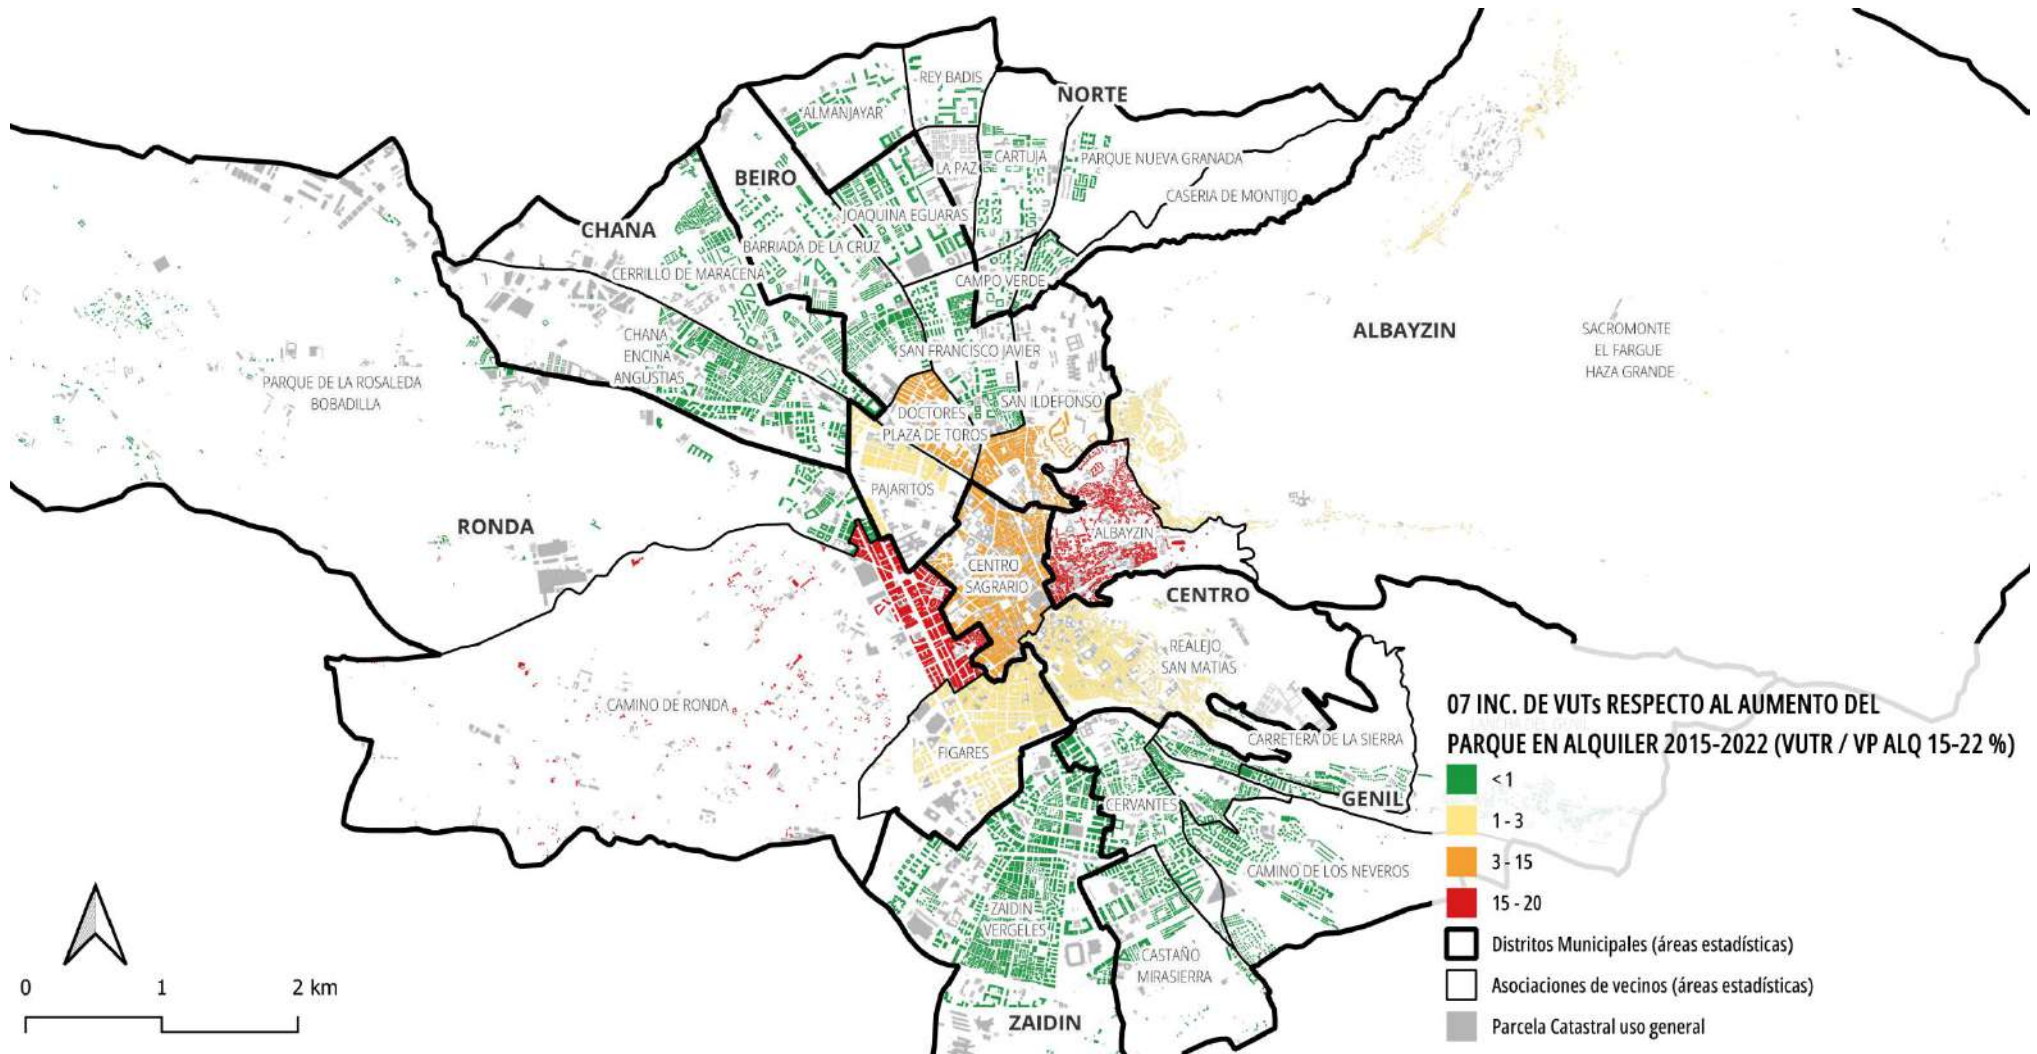 REY BADIS
NORTE
ALMANJAYAR
CARTUJA
PARQUE NUEVA GRANADA
LA PAZ
BEIRO
CASERIA DE MONTIJO
JOAQUINA EGUARAS
CHANA
BARRIADA DE LA CRUZ
CERRILLO DE MARACENA
CAMPO VERDE
CHANA
ENCINA
ANGUSTIAS
SAN FRANCISCO JAVIER
ALBAYZIN
SACROMONTE
EL FARGUE
HAZA GRANDE
PARQUE DE LA ROSALEDA
BOBADILLA
SAN ILDEFONSO
DOCTORES
PLAZA DE TOROS
PAJARITOS
RONDA
ALBAYZIN
CENTRO
SAGRARIO
CENTRO
REALEJO
SAN MATIAS
CAMINO DE RONDA
FIGARES
CARRETERA DE LA SIERRA
GENIL
CERVANTES
CAMINO DE LOS NEVEROS
ZAIDIN
VERGELES
CASTAÑO
MIRASIERRA
ZAIDIN
0 1 2 km
07 INC. DE VUTs RESPECTO AL AUMENTO DEL
LANCHA DEL GENIL
PARQUE EN ALQUILER 2015-2022 (VUTR / VP ALQ 15-22 %)
< 1
1 - 3
3 - 15
15 - 20
Distritos Municipales (áreas estadísticas)
Asociaciones de vecinos (áreas estadísticas)
Parcela Catastral uso general